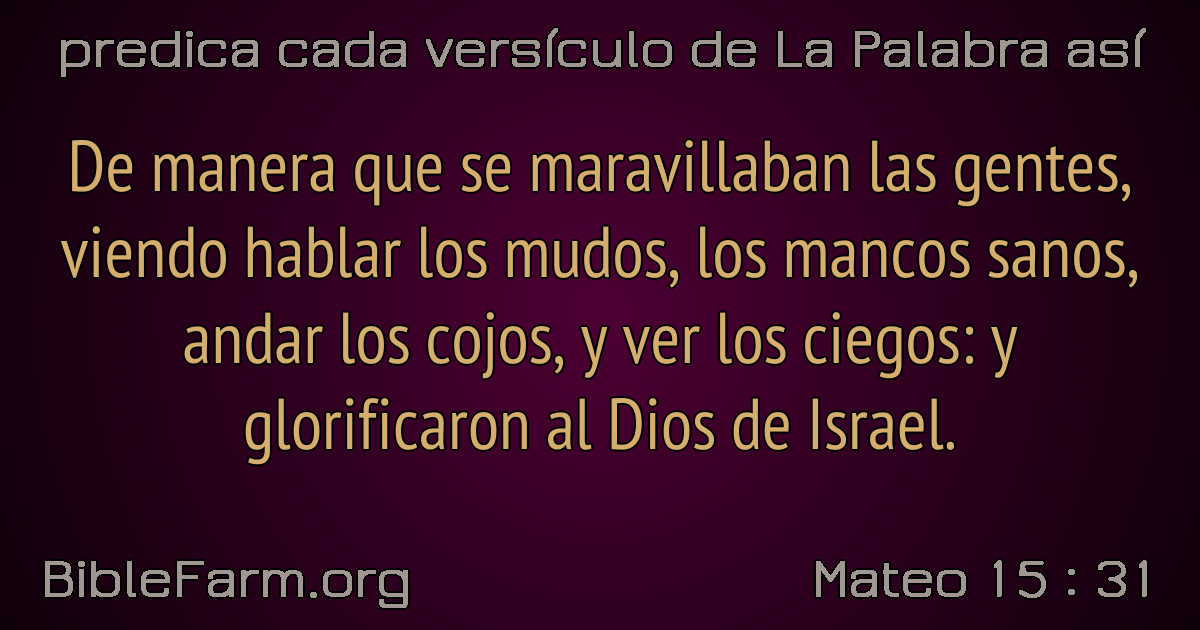 predica cada versículo de La Palabra así
De manera que se maravillaban las gentes,
viendo hablar los mudos, los mancos sanos,
andar los cojos, y ver los ciegos: y
glorificaron al Dios de Israel.
BibleFarm.org
Mateo 15 : 31